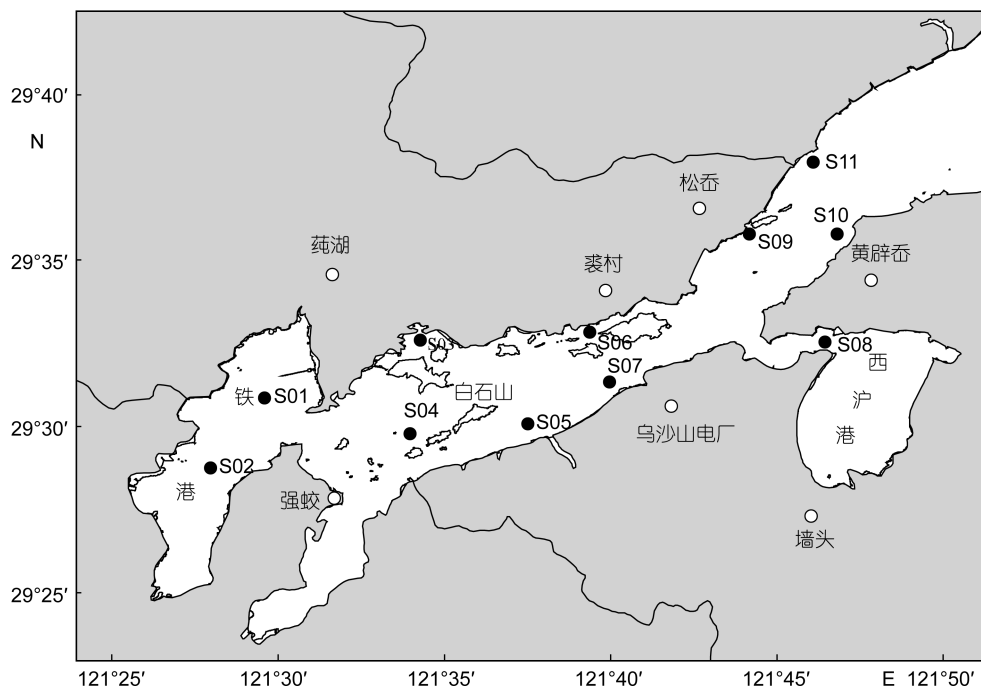 29°40′
N
S11
松岙
S10
S09
莼湖
29°35′
裘村
黄辟岙
S03
S06
S08
S07
西
铁
S01
白石山
沪
S04
S05
乌沙山电厂
港
29°30′
S02
港
强蛟
墙头
29°25′
121°25′
121°30′
121°35′
121°40′
121°45′
E
121°50′